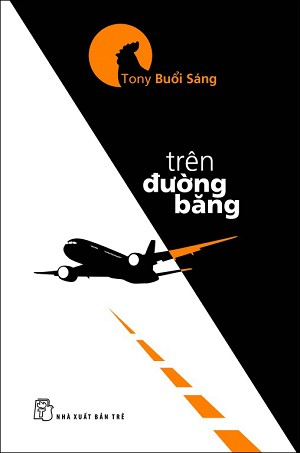 Tony Buổi Sáng
trên
đường
băng
NHÀ XUẤT BẢN TRẺ